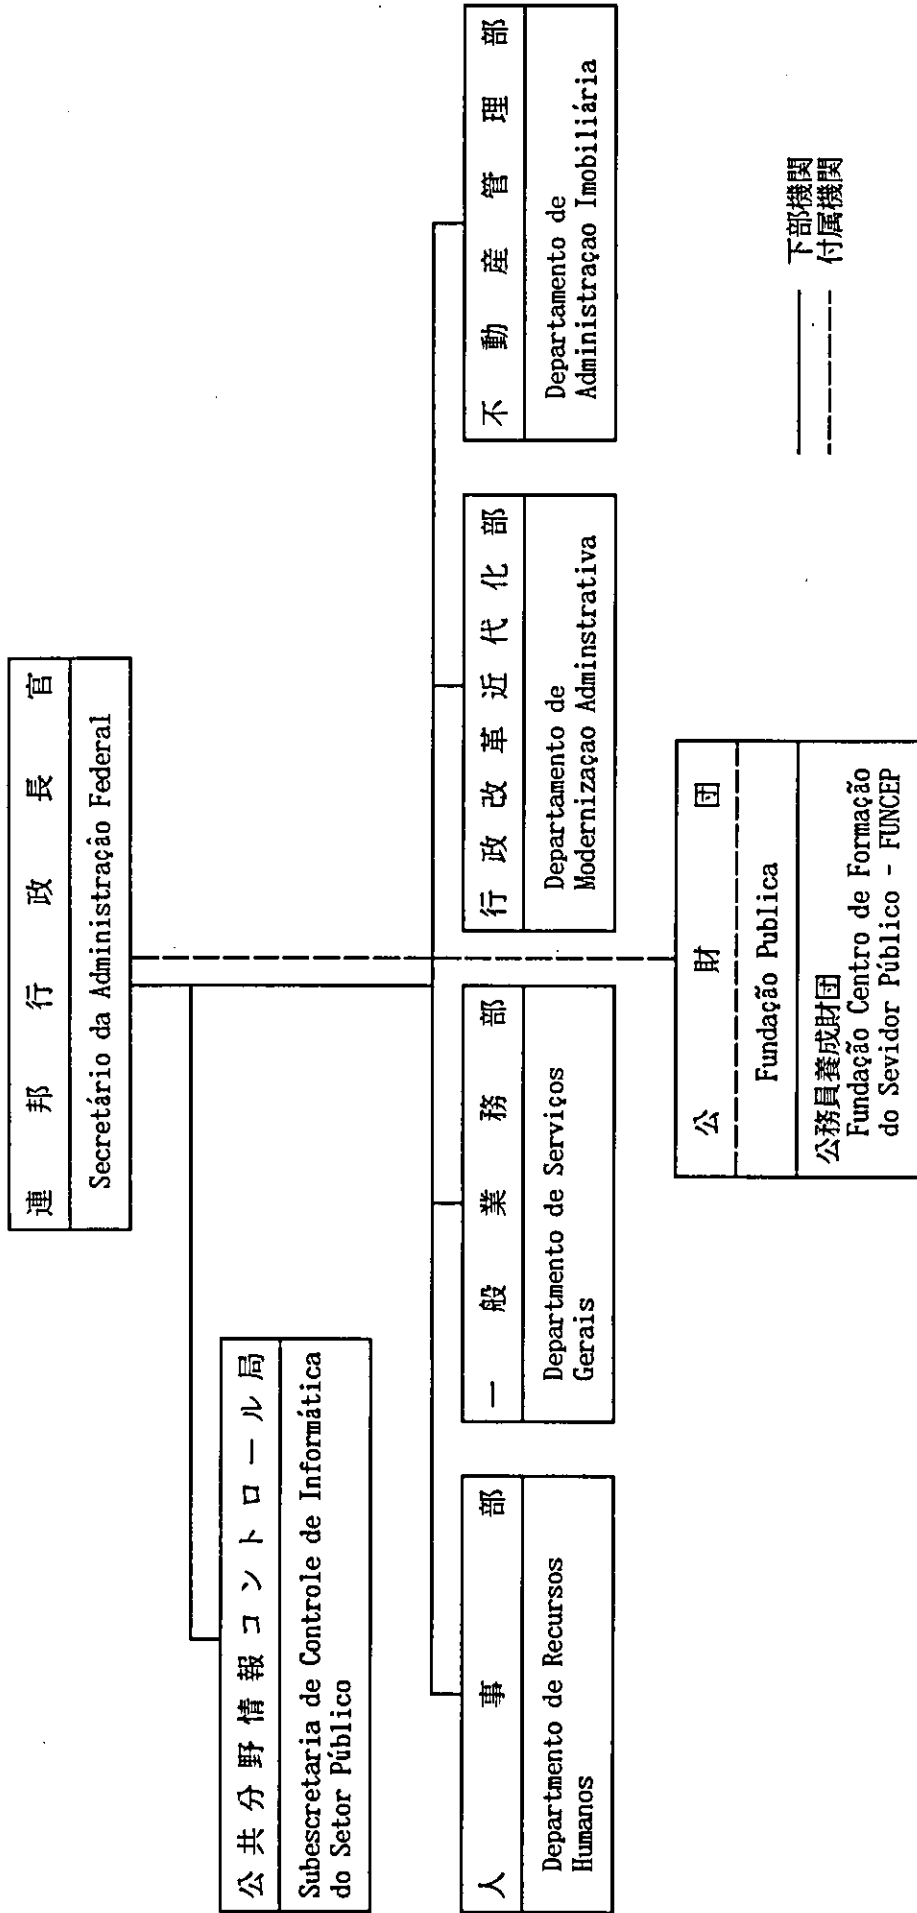 連邦行政長官
Secretário da Administração Federal
公共分野情報コントロール局
Subescretaria de Controle de Informática
do Setor Público
人事部
Department de Recursos
Humanos
一般業務部
Department de Serviços
Gerais
行政改革近代化部
Departamento de
Modernizaçao Adminstrativa
不動産管理部
Departamento de
Administraçao Imobiliária
公財団
Fundação Publica
公務員養成財団
Fundação Centro de Formação
do Sevidor Público - FUNCEP
下部機関
付属機関